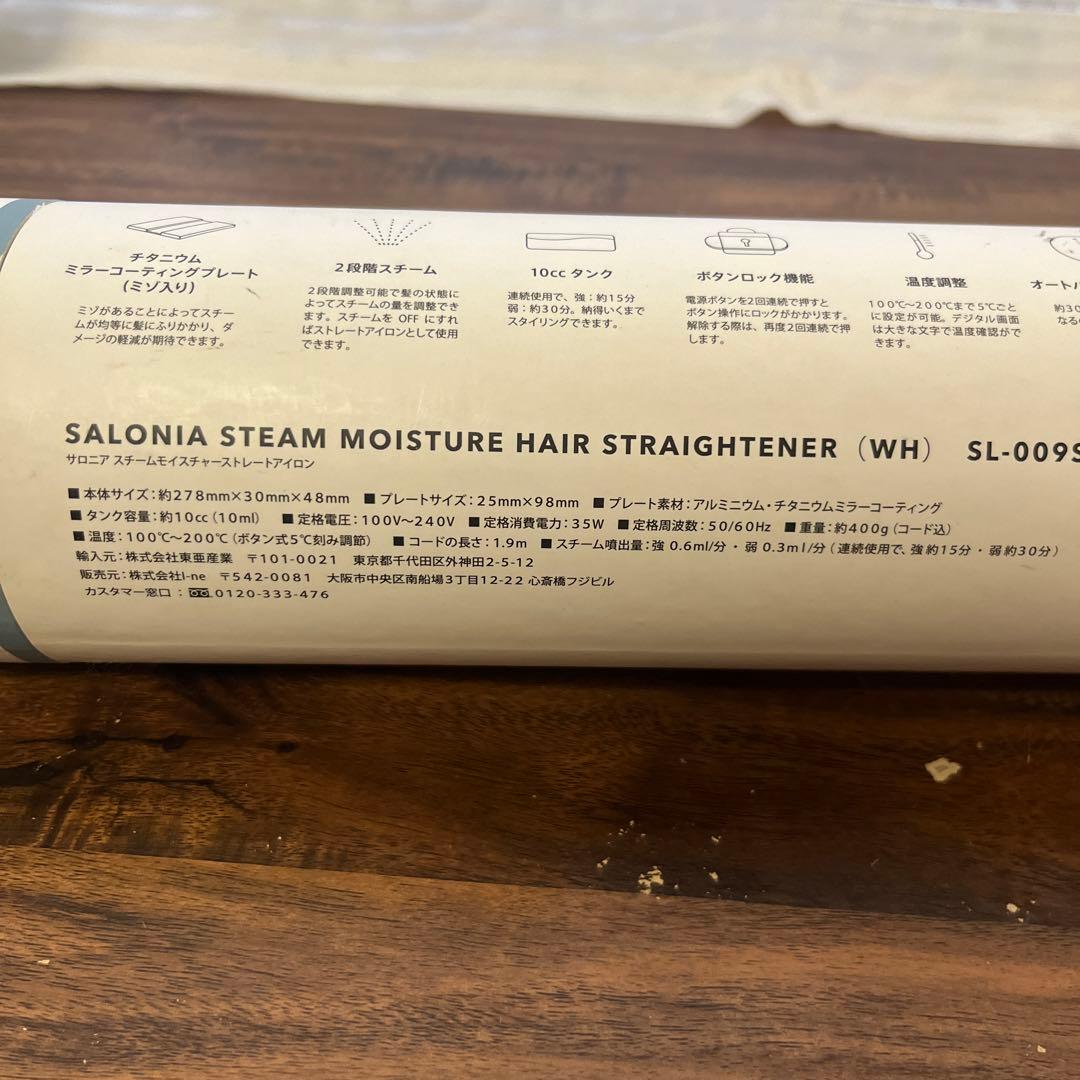 チタニウム
ミラーコーティングプレート
（ミゾ入り）
ミゾがあることによってスチー
ムが均等に髪にふりかかり、ダ
メージの軽減が期待できます。
2段階スチーム
2段階調整可能で髪の状態に
よってスチームの量を調整でき
ます。スチームを OFF にすれ
ばストレートアイロンとして使用
できます。
10cc タンク
連続使用で、強：約15分
弱：約30分。納得いくまで
スタイリングできます。
ボタンロック機能
電源ボタンを2回連続で押すと
ボタン操作にロックがかかります。
解除する際は、再度2回連続で押
します。
温度調整
100℃〜200℃まで5℃ごと
に設定が可能。デジタル画面
は大きな文字で温度確認がで
きます。
オート
約30
なる
SALONIA STEAM MOISTURE HAIR STRAIGHTENER（WH） SL-009S
サロニア スチームモイスチャーストレートアイロン
■本体サイズ：約278mm×30mm×48mm ■プレートサイズ：25mm×98mm ■プレート素材：アルミニウム・チタニウムミラーコーティング
■タンク容量：約10cc（10ml） ■定格電圧：100V〜240V ■定格消費電力：35W ■定格周波数：50/60Hz ■重量：約400g（コード込）
■温度：100℃〜200℃（ボタン式5℃刻み調節） ■コードの長さ：1.9m ■スチーム噴出量：強 0.6ml/分・弱 0.3ml/分（連続使用で、強 約15分・弱 約30分）
輸入元：株式会社東亜産業 〒101-0021 東京都千代田区外神田2-5-12
販売元：株式会社I-ne 〒542-0081 大阪市中央区南船場3丁目12-22 心斎橋フジビル
カスタマー窓口：0120-333-476